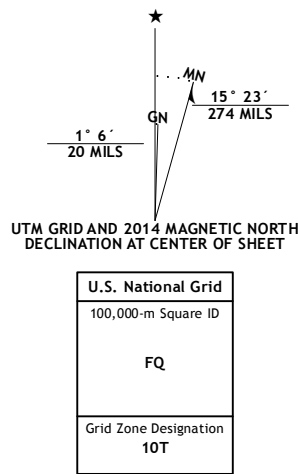 MN
GN
15° 23´
274 MILS
1° 6´
20 MILS
UTM GRID AND 2014 MAGNETIC NORTH
DECLINATION AT CENTER OF SHEET
U.S. National Grid
100,000-m Square ID
FQ
Grid Zone Designation
10T